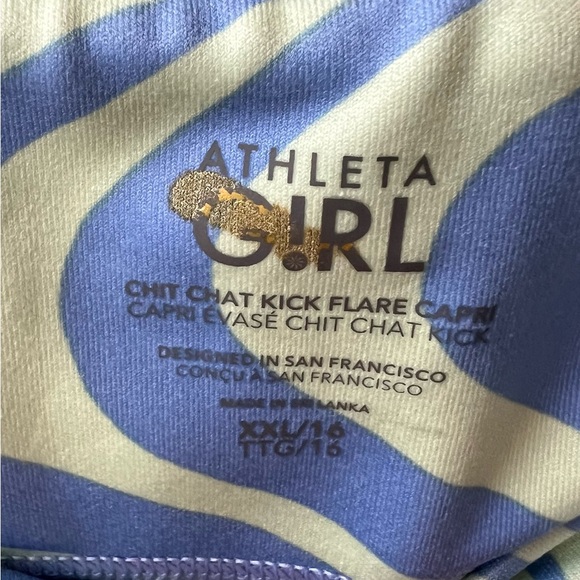 ATHLETA
G!RL
CHIT CHAT KICK FLARE CAPRI
CAPRI ÉVASÉ CHIT CHAT KICK
DESIGNED IN SAN FRANCISCO
CONÇU À SAN FRANCISCO
MADE IN SRI LANKA
XXL/16
TTG/16